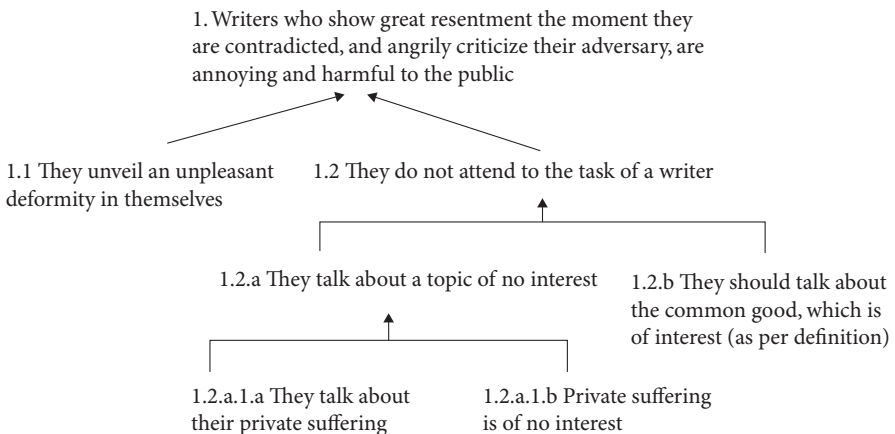 1. Writers who show great resentment the moment they
are contradicted, and angrily criticize their adversary, are
annoying and harmful to the public
1.1 They unveil an unpleasant
deformity in themselves
1.2 They do not attend to the task of a writer
1.2.a They talk about a topic of no interest
1.2.b They should talk about
the common good, which is
of interest (as per definition)
1.2.a.1.a They talk about
their private suffering
1.2.a.1.b Private suffering
is of no interest